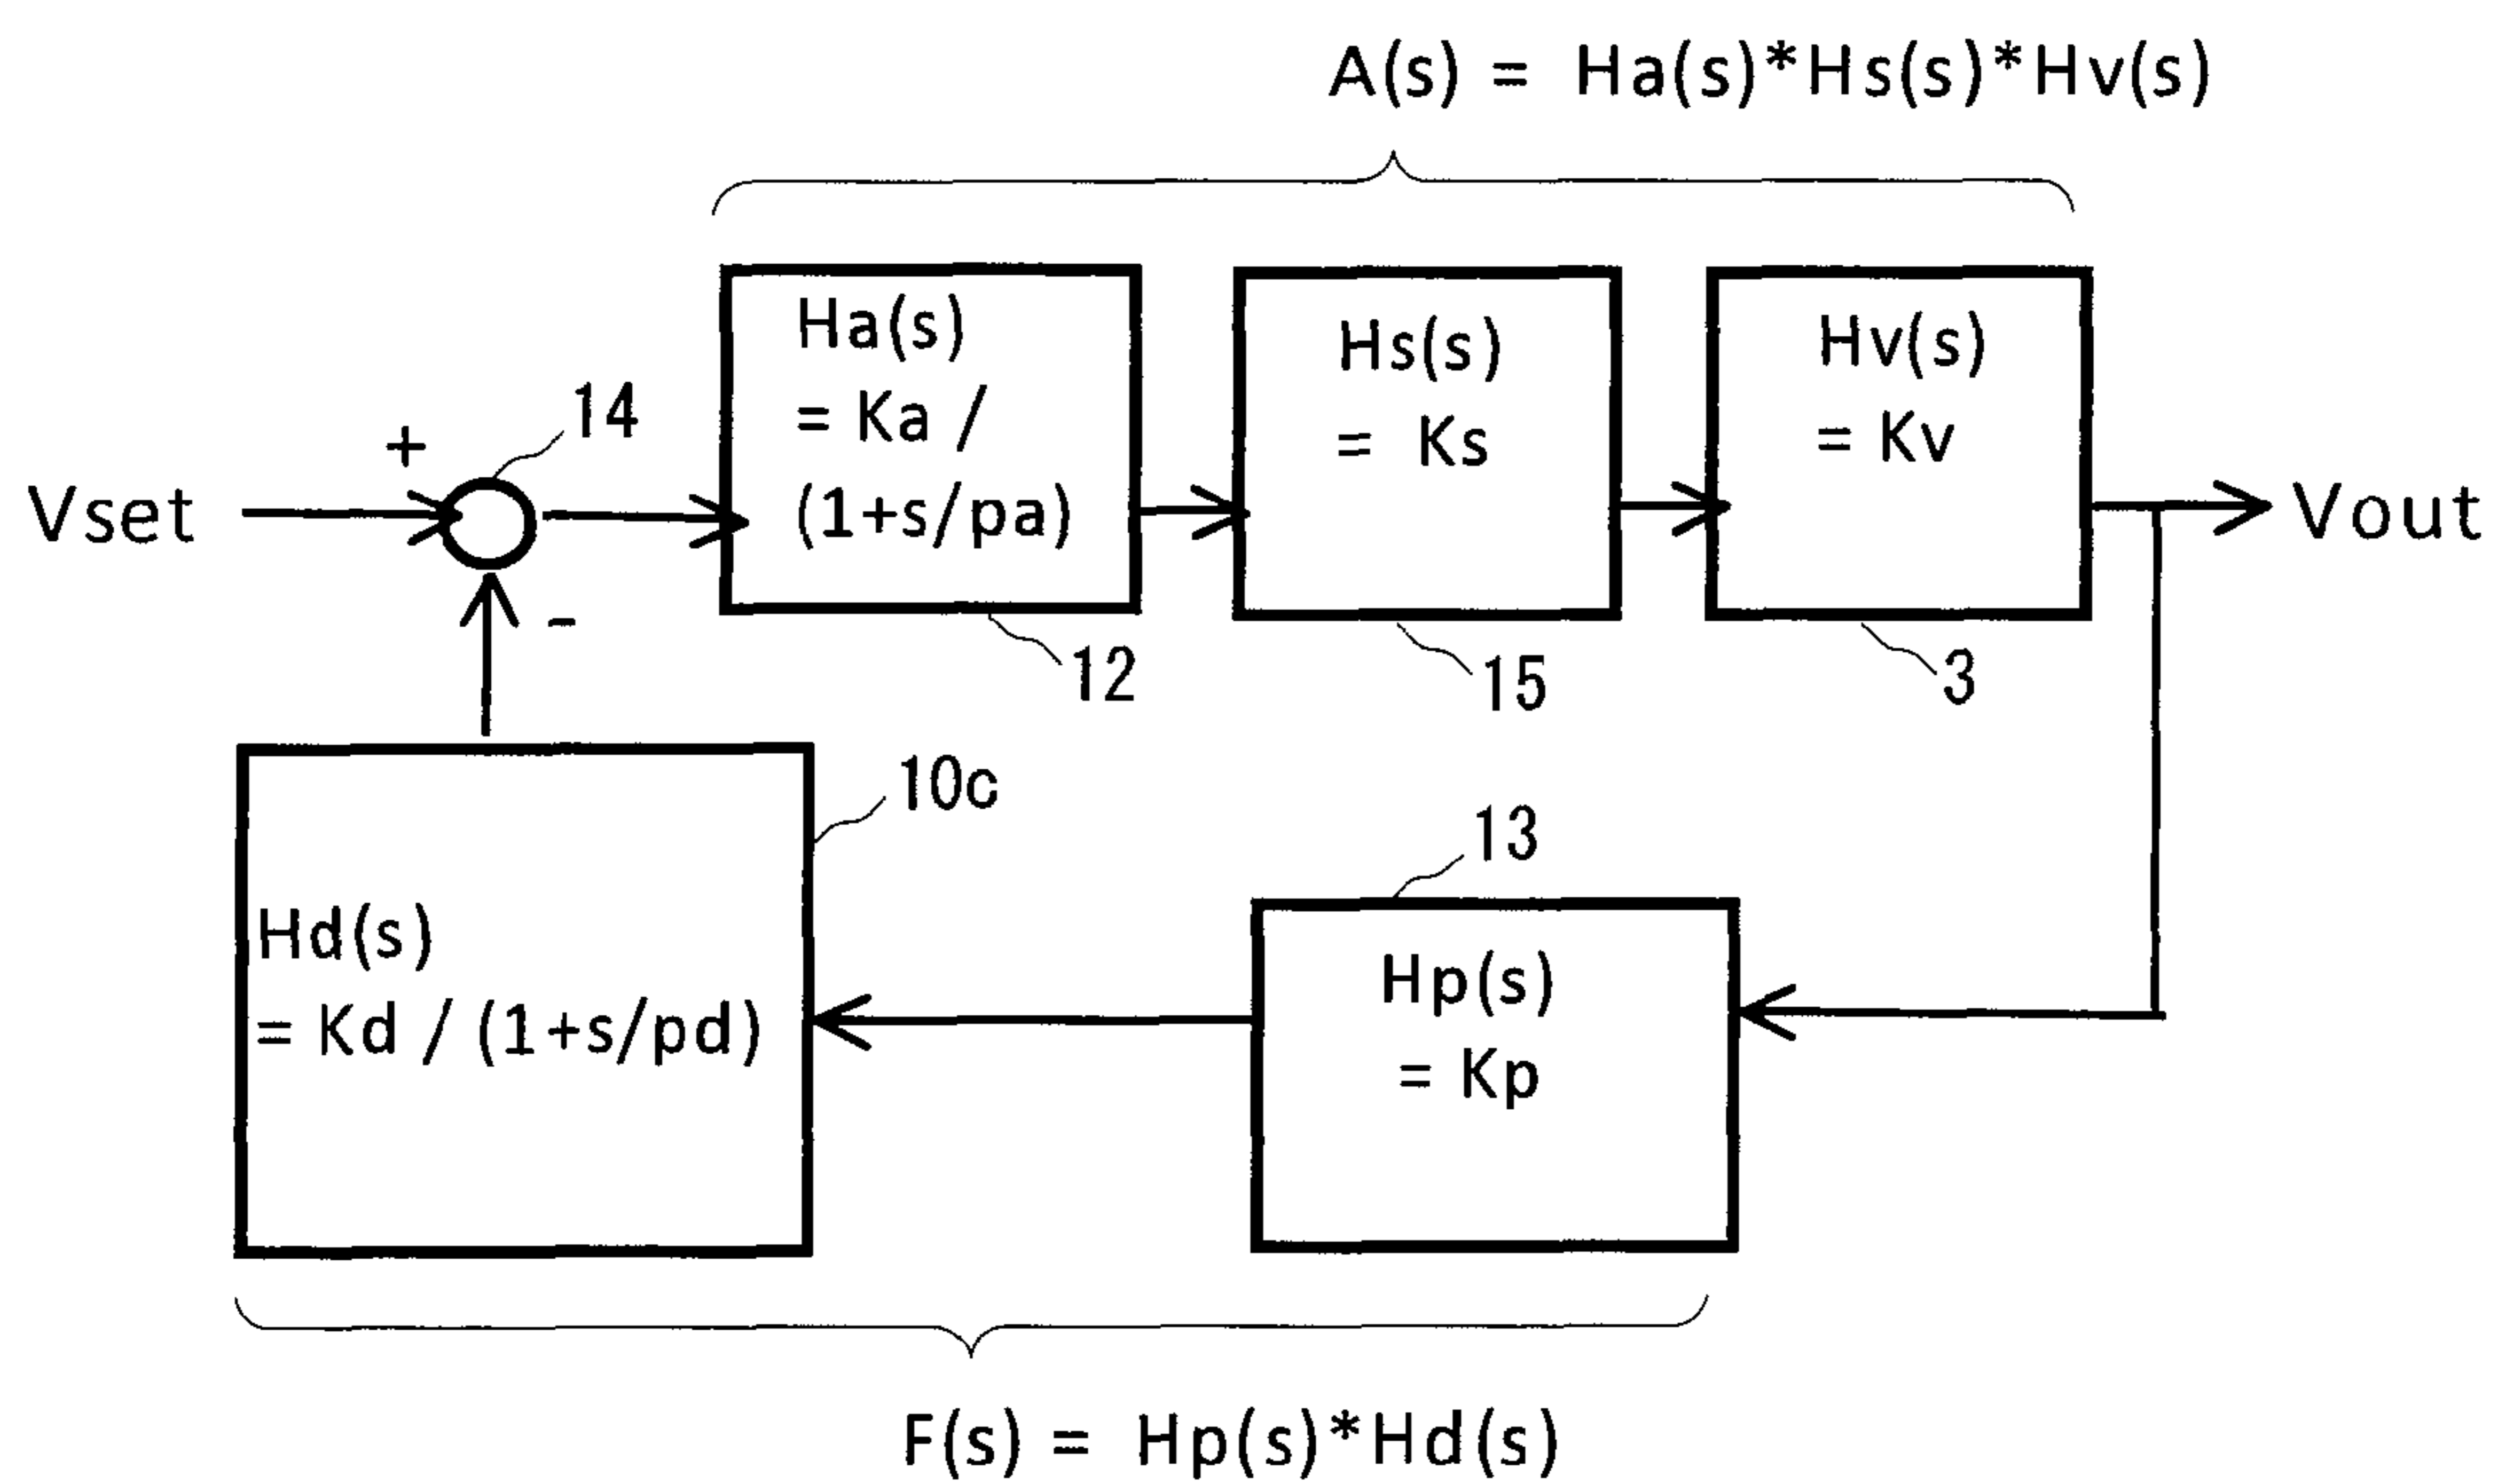 A(s) = Ha(s)*Hs(s)*Hv(s)
Ha(s)
= Ka /
(1+s/pa)
Hs(s)
= Ks
Hv(s)
= Kv
14
+
Vset
Vout
-
12
15
3
10c
13
Hd(s)
= Kd / (1+s/pd)
Hp(s)
= Kp
F(s) = Hp(s)*Hd(s)